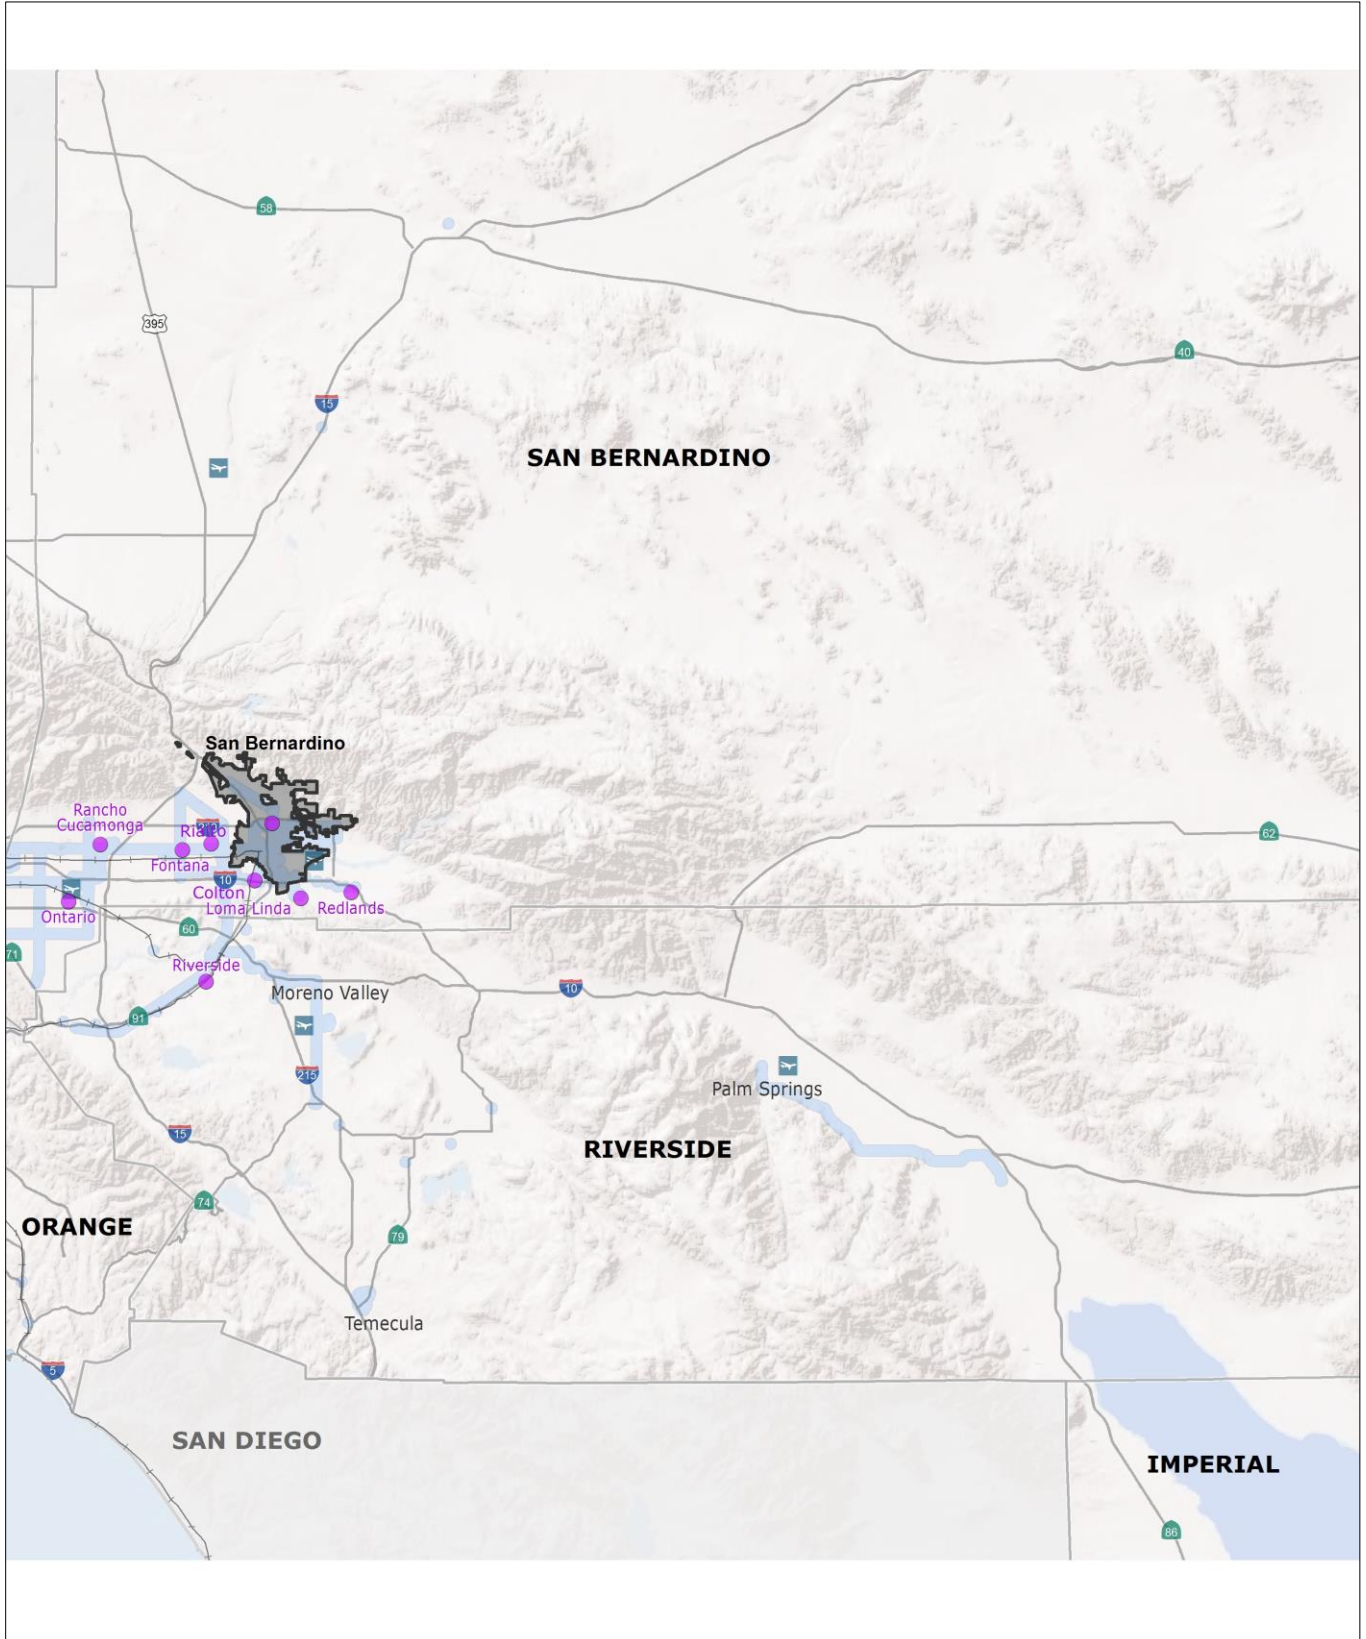 58
395
40
15
SAN BERNARDINO
San Bernardino
Rancho
Cucamonga
Rialto
62
Fontana
10
Colton
Loma Linda
Redlands
Ontario
60
71
Riverside
10
Moreno Valley
91
215
Palm Springs
15
RIVERSIDE
74
ORANGE
79
Temecula
5
SAN DIEGO
IMPERIAL
86